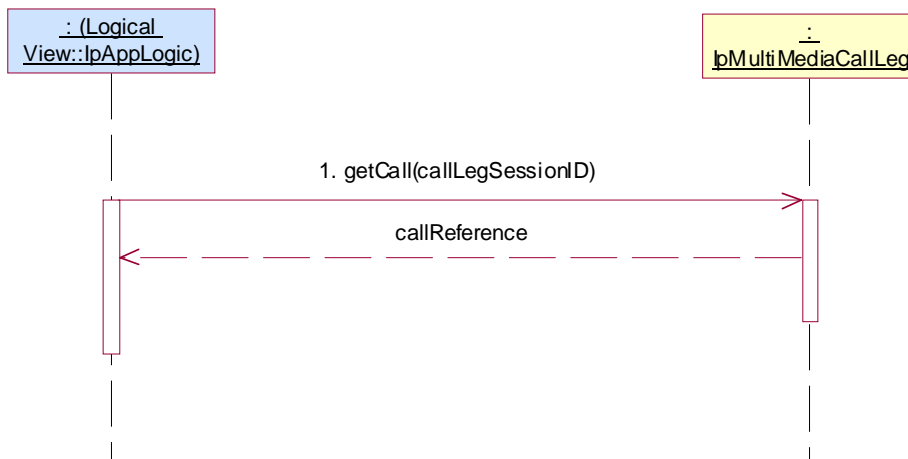 : (Logical
View::IpAppLogic)
:
IpMultiMediaCallLeg
1. getCall(callLegSessionID)
callReference